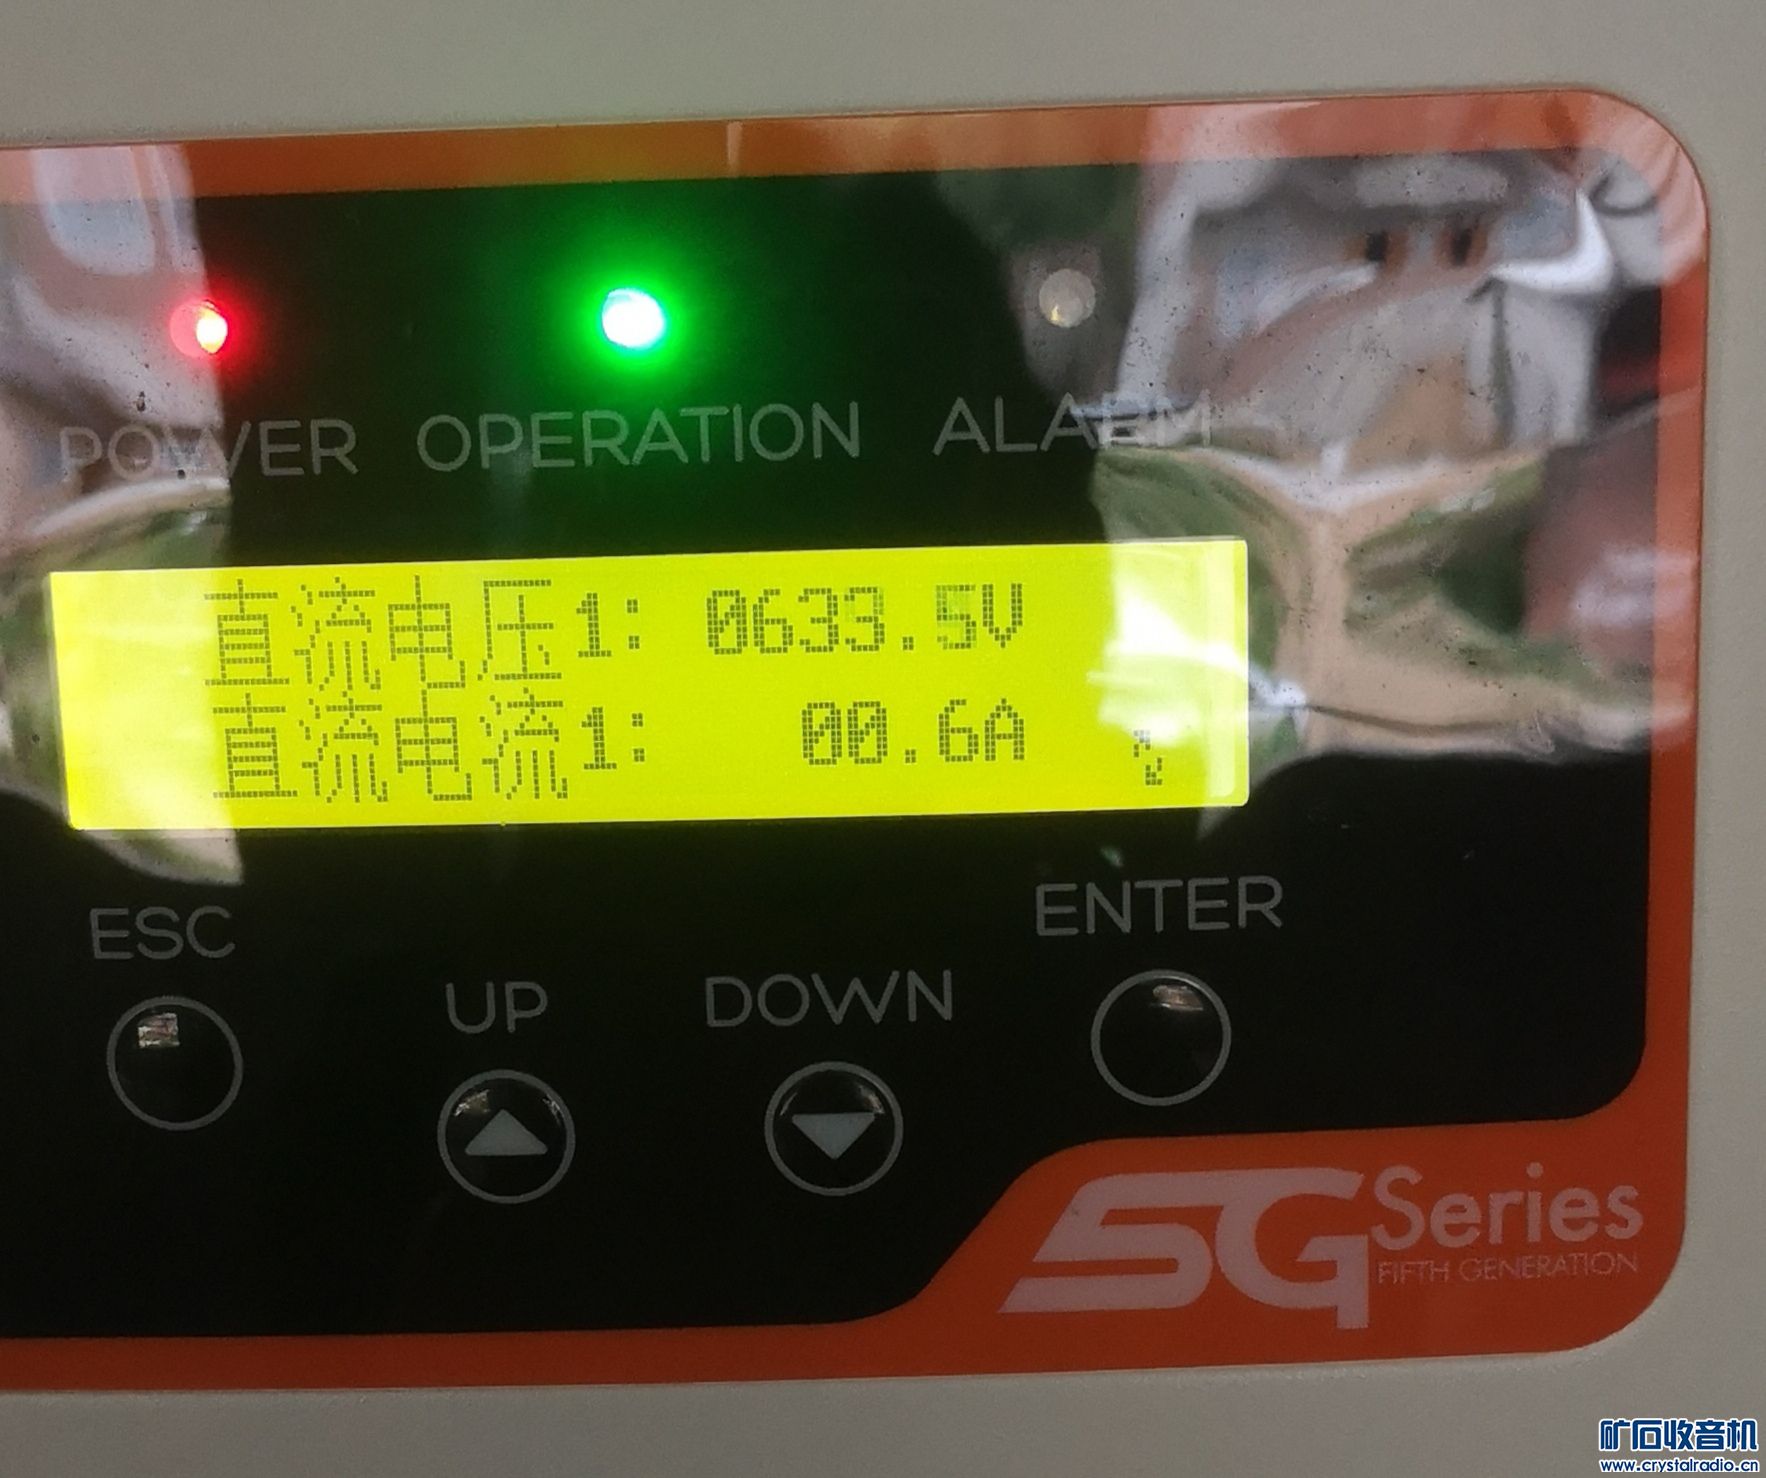 POWER OPERATION ALARM
直流电压1: 0633.5V
直流电流1: 00.6A
ESC UP DOWN ENTER
5G Series
FIFTH GENERATION
矿石收音机
www.crystalradio.cn